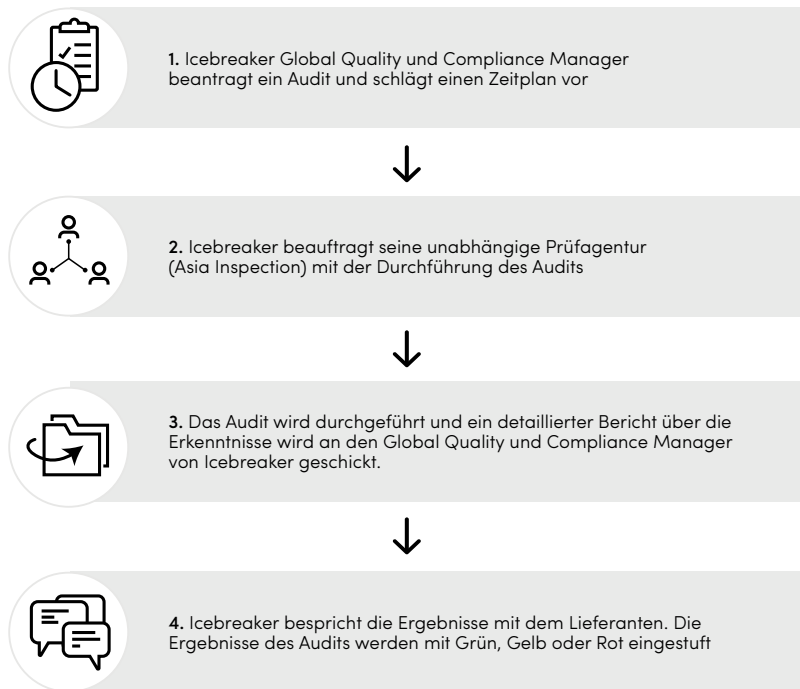 1. Icebreaker Global Quality und Compliance Manager
beantragt ein Audit und schlägt einen Zeitplan vor
2. Icebreaker beauftragt seine unabhängige Prüfagentur
(Asia Inspection) mit der Durchführung des Audits
3. Das Audit wird durchgeführt und ein detaillierter Bericht über die
Erkenntnisse wird an den Global Quality und Compliance Manager
von Icebreaker geschickt.
4. Icebreaker bespricht die Ergebnisse mit dem Lieferanten. Die
Ergebnisse des Audits werden mit Grün, Gelb oder Rot eingestuft